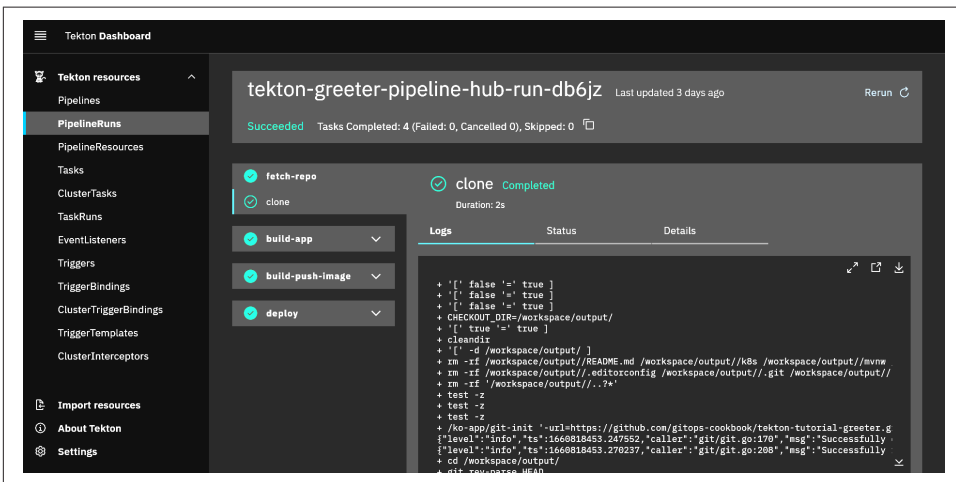 Tekton Dashboard
Tekton resources
Pipelines
PipelineRuns
PipelineResources
Tasks
ClusterTasks
TaskRuns
EventListeners
Triggers
TriggerBindings
ClusterTriggerBindings
TriggerTemplates
ClusterInterceptors
Import resources
About Tekton
Settings
tekton-greeter-pipeline-hub-run-db6jz Last updated 3 days ago
Rerun
Succeeded Tasks Completed: 4 (Failed: 0, Cancelled 0), Skipped: 0
fetch-repo
clone
build-app
build-push-image
deploy
clone Completed
Duration: 2s
Logs Status Details
+ '[' false '=' true ]
+ '[' false '=' true ]
+ '[' false '=' true ]
+ CHECKOUT_DIR=/workspace/output/
+ '[' true '=' true ]
+ cleandir
+ '[' -d /workspace/output/ ]
+ rm -rf /workspace/output//README.md /workspace/output//k8s /workspace/output//mvnw
+ rm -rf /workspace/output//.editorconfig /workspace/output//.git /workspace/output//
+ rm -rf '/workspace/output//..?*'
+ test -z
+ test -z
+ test -z
+ /ko-app/git-init '-url=https://github.com/gitops-cookbook/tekton-tutorial-greeter.g
{"level":"info","ts":1660818453.247552,"caller":"git/git.go:170","msg":"Successfully
{"level":"info","ts":1660818453.270237,"caller":"git/git.go:208","msg":"Successfully
+ cd /workspace/output/
+ git rev-parse HEAD